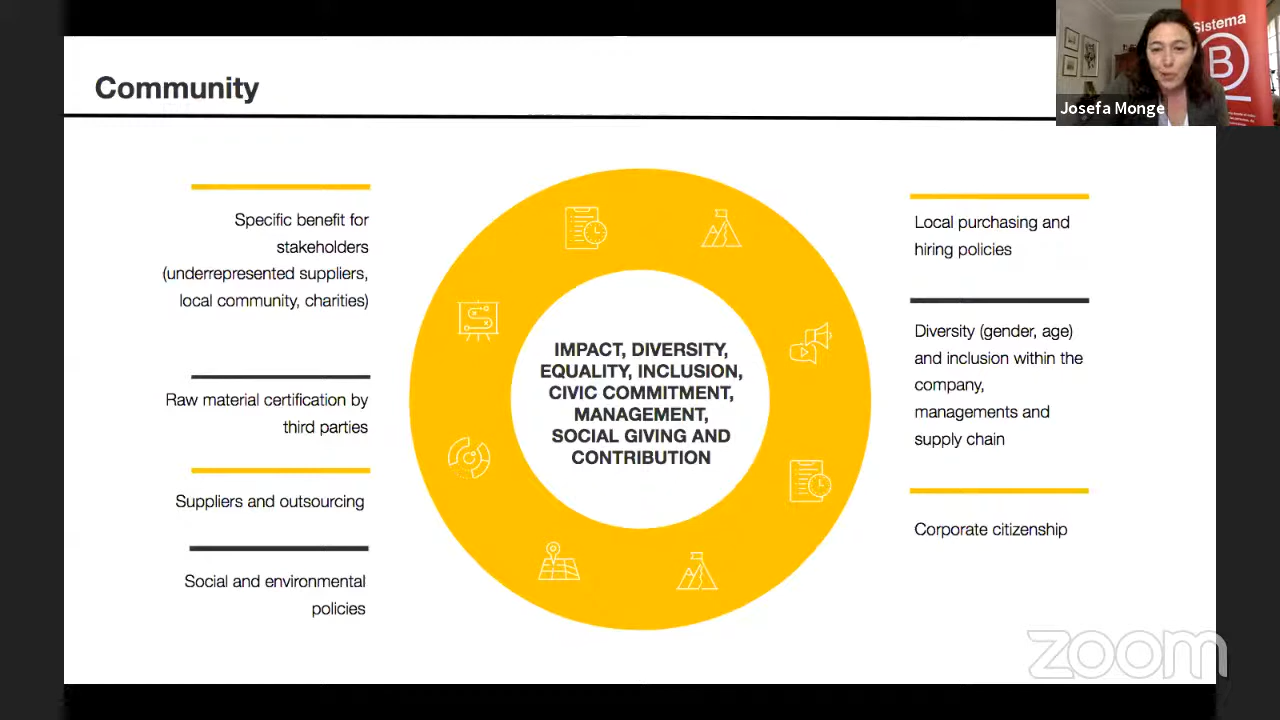 Community
Sistema
B
Josefa Monge
Specific benefit for
stakeholders
(underrepresented suppliers,
local community, charities)
Raw material certification by
third parties
Suppliers and outsourcing
Social and environmental
policies
IMPACT, DIVERSITY,
EQUALITY, INCLUSION,
CIVIC COMMITMENT,
MANAGEMENT,
SOCIAL GIVING AND
CONTRIBUTION
Local purchasing and
hiring policies
Diversity (gender, age)
and inclusion within the
company,
managements and
supply chain
Corporate citizenship
zoom